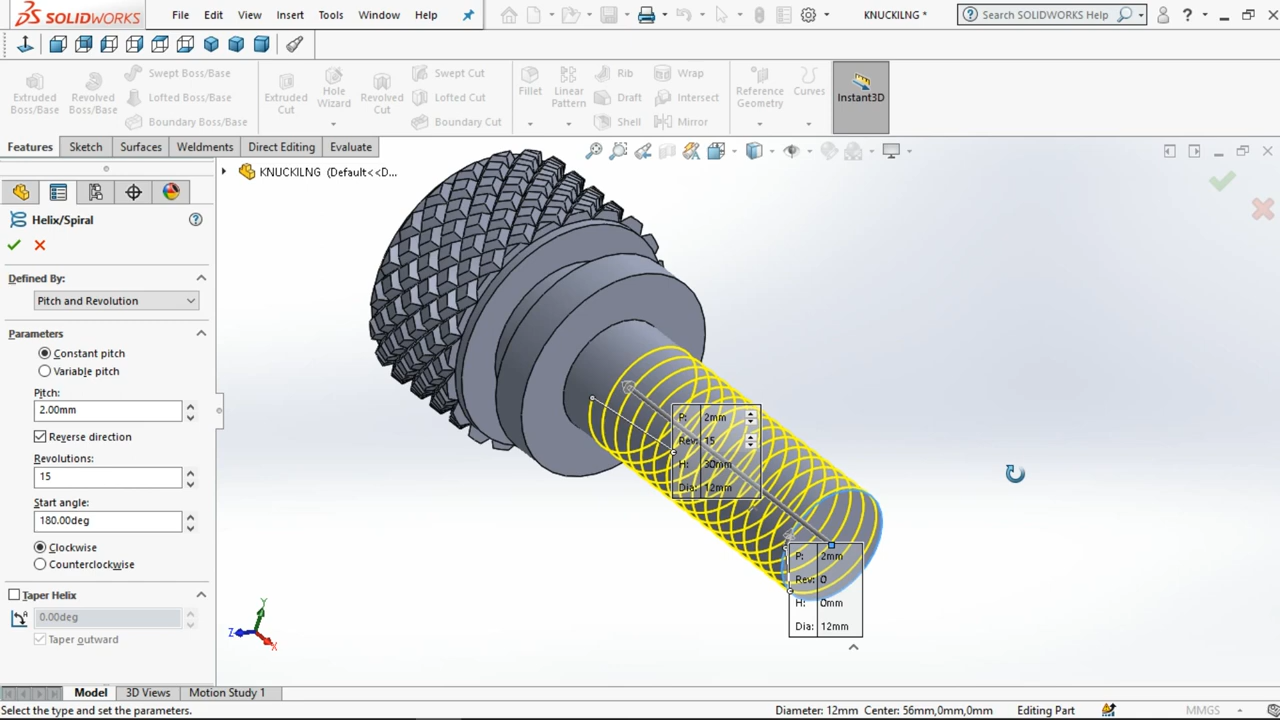 SOLIDWORKS File Edit View Insert Tools Window Help KNUCKILNG * Search SOLIDWORKS Help ?
Extruded Boss/Base
Revolved Boss/Base
Swept Boss/Base
Lofted Boss/Base
Boundary Boss/Base
Extruded Cut
Hole Wizard
Revolved Cut
Swept Cut
Lofted Cut
Boundary Cut
Fillet
Linear Pattern
Rib
Draft
Shell
Wrap
Intersect
Mirror
Reference Geometry
Curves
Instant3D
Features Sketch Surfaces Weldments Direct Editing Evaluate
KNUCKILNG (Default<<D...
Helix/Spiral
Defined By:
Pitch and Revolution
Parameters
Constant pitch
Variable pitch
Pitch:
2.00mm
Reverse direction
Revolutions:
15
Start angle:
180.00deg
Clockwise
Counterclockwise
Taper Helix
0.00deg
Taper outward
P: 2mm
Rev: 15
H: 30mm
Dia: 12mm
P: 2mm
Rev: 0
H: 0mm
Dia: 12mm
Y
Z
X
Model 3D Views Motion Study 1
Select the type and set the parameters. Diameter: 12mm Center: 56mm,0mm,0mm Editing Part MMGS